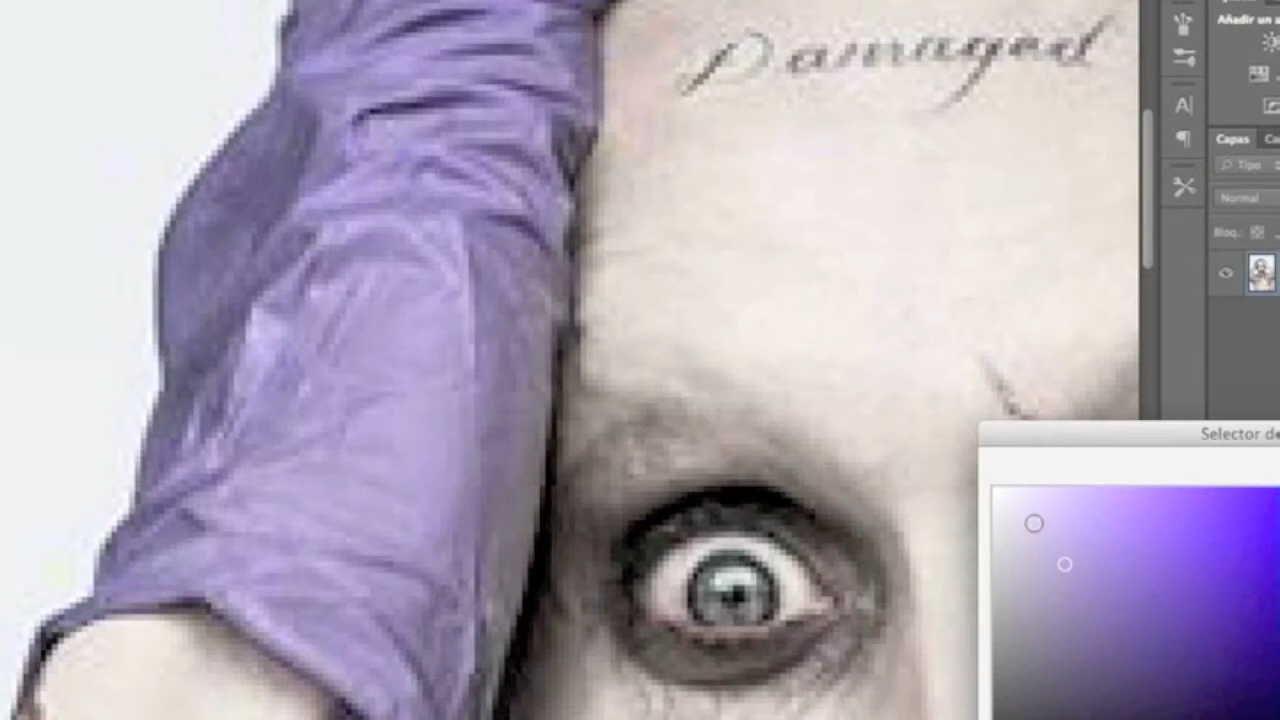 Damaged
Añadir un a
A|
Capas
Tipo
Normal
Bloq.:
Selector de